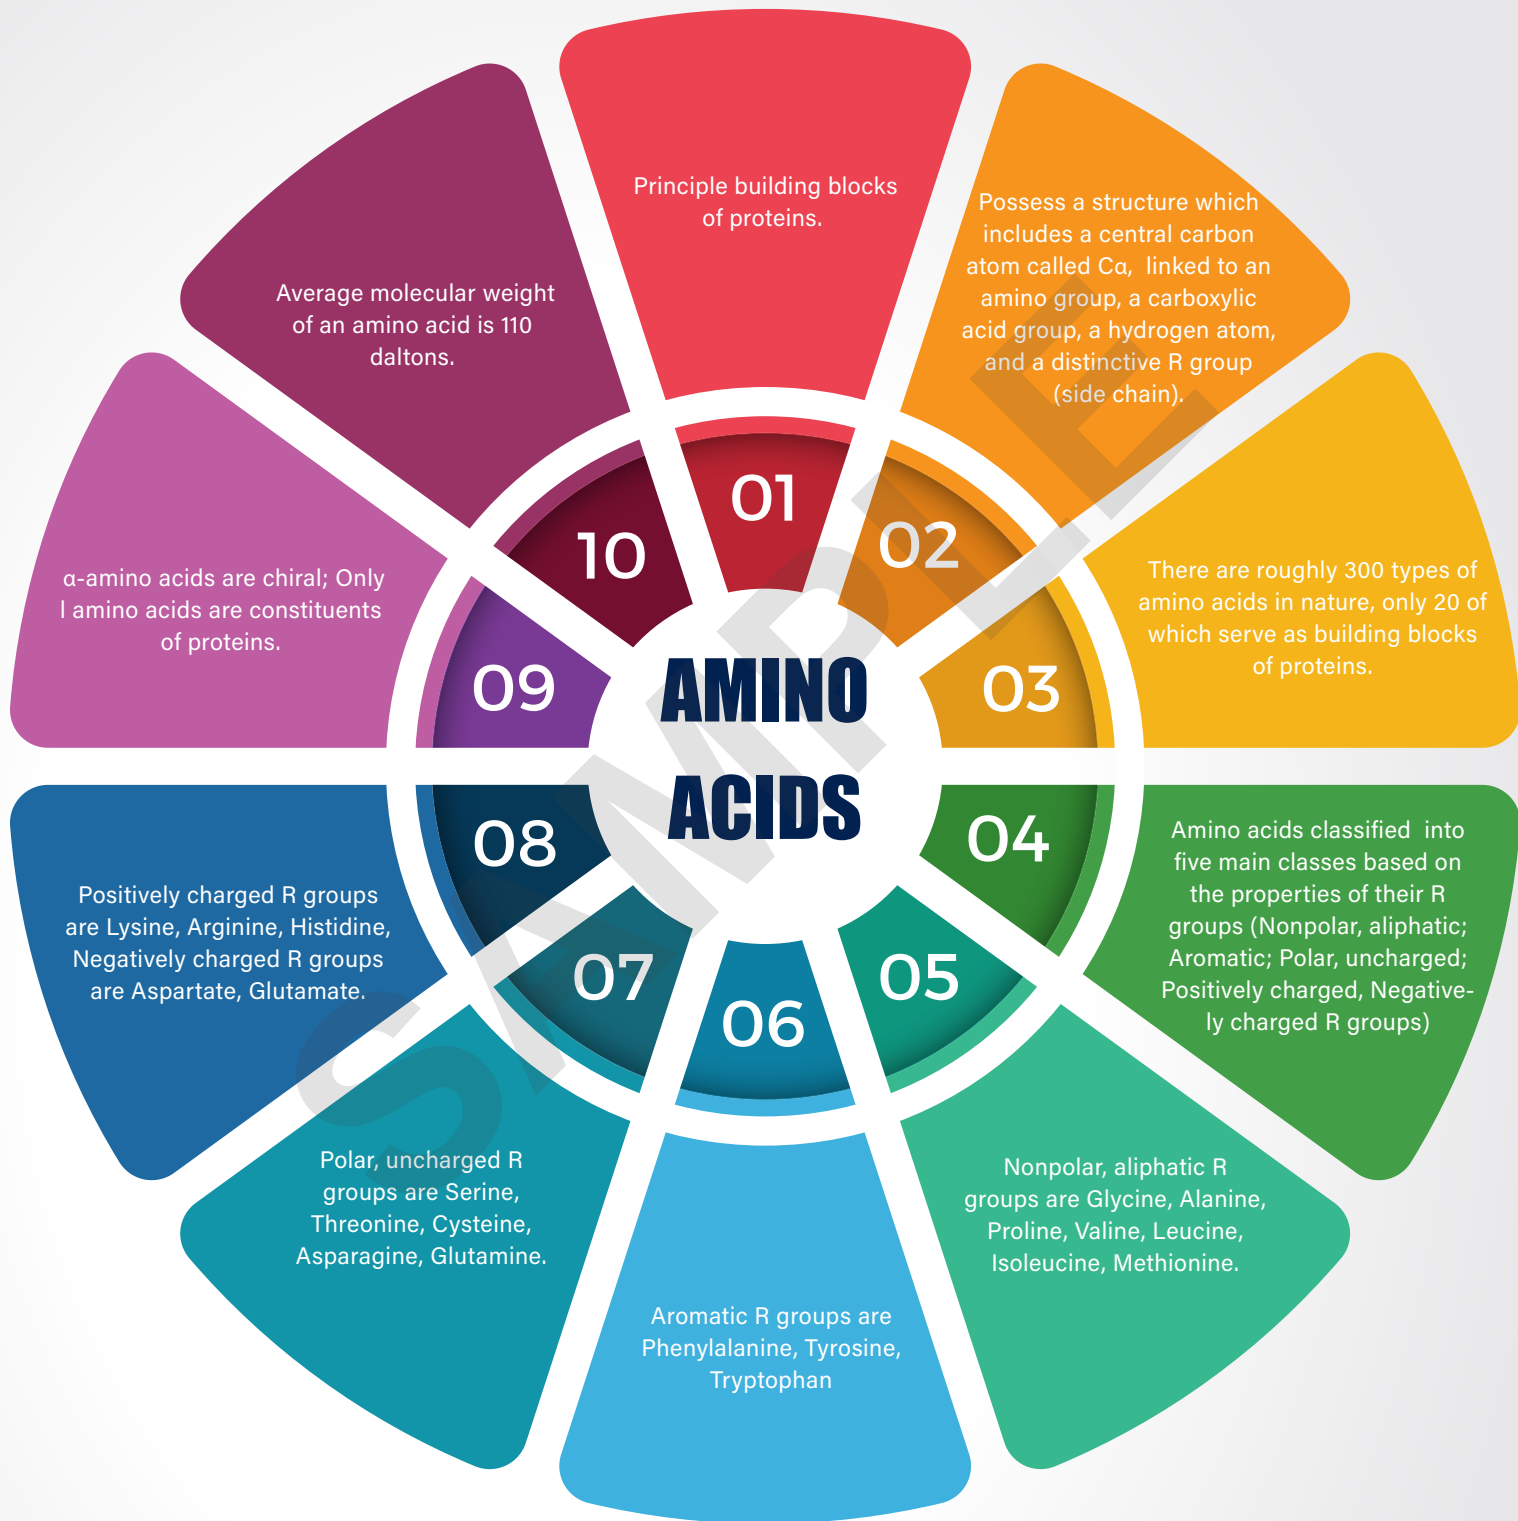 AMINO
ACIDS
01
Principle building blocks
of proteins.
02
Possess a structure which
includes a central carbon
atom called Cα, linked to an
amino group, a carboxylic
acid group, a hydrogen atom,
and a distinctive R group
(side chain).
03
There are roughly 300 types of
amino acids in nature, only 20 of
which serve as building blocks
of proteins.
04
Amino acids classified into
five main classes based on
the properties of their R
groups (Nonpolar, aliphatic;
Aromatic; Polar, uncharged;
Positively charged, Negative-
ly charged R groups)
05
Nonpolar, aliphatic R
groups are Glycine, Alanine,
Proline, Valine, Leucine,
Isoleucine, Methionine.
06
Aromatic R groups are
Phenylalanine, Tyrosine,
Tryptophan
07
Polar, uncharged R
groups are Serine,
Threonine, Cysteine,
Asparagine, Glutamine.
08
Positively charged R groups
are Lysine, Arginine, Histidine,
Negatively charged R groups
are Aspartate, Glutamate.
09
α-amino acids are chiral; Only
l amino acids are constituents
of proteins.
10
Average molecular weight
of an amino acid is 110
daltons.
SAMPLE